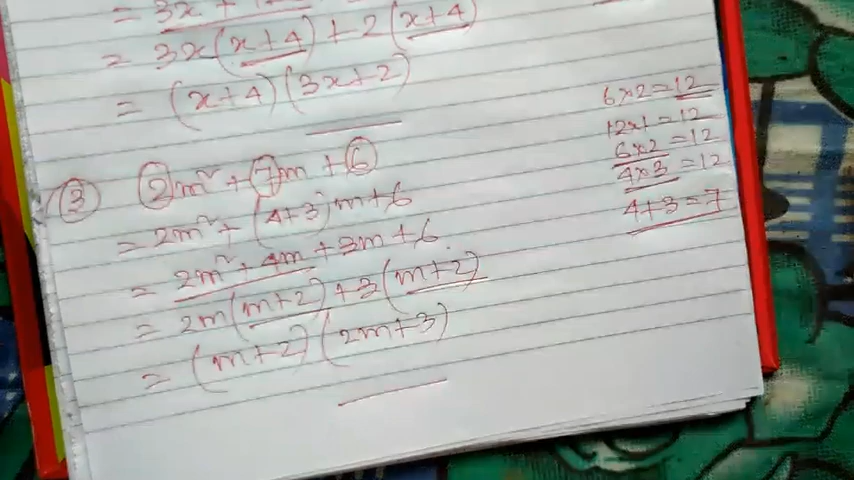 = 3x
= 3x(x+4)+2(x+4)
= (x+4)(3x+2)
6×2=12
12×1=12
6×2=12
4×3=12
4+3=7
③ 2m²+7m+6
= 2m²+(4+3)m+6
= 2m²+4m+3m+6
= 2m(m+2)+3(m+2)
= (m+2)(2m+3)